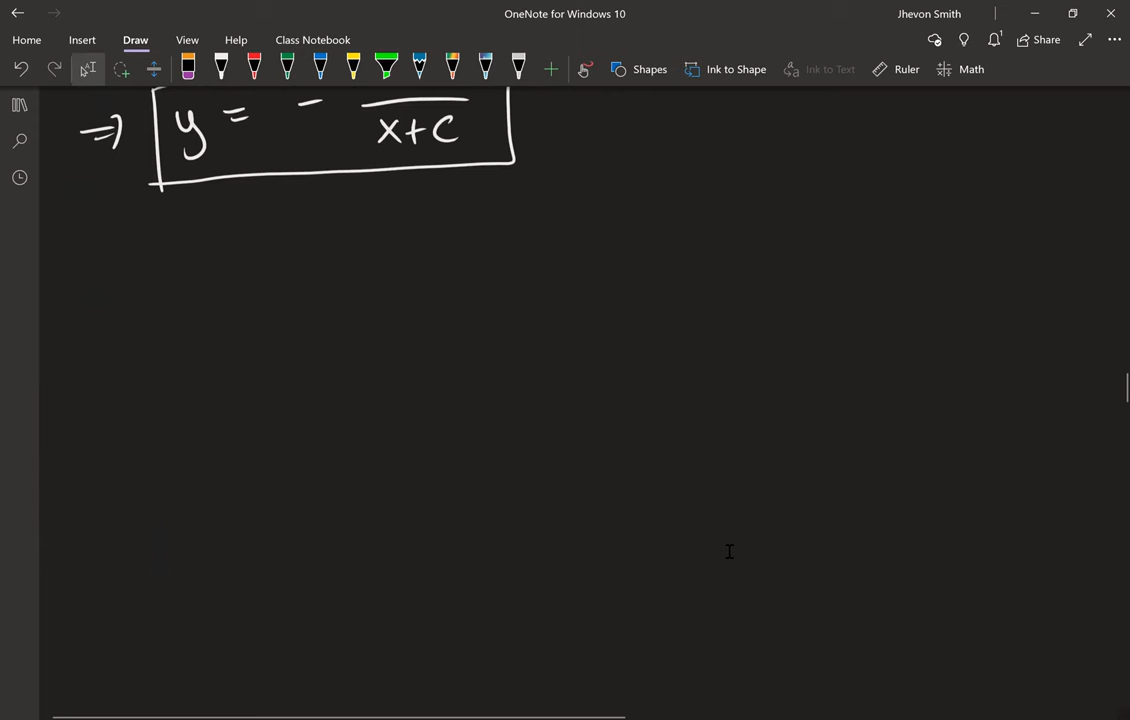 OneNote for Windows 10
Jhevon Smith
Home Insert Draw View Help Class Notebook
1 Share
Shapes Ink to Shape Ink to Text Ruler Math
⇒ y = - ─── 
x+C